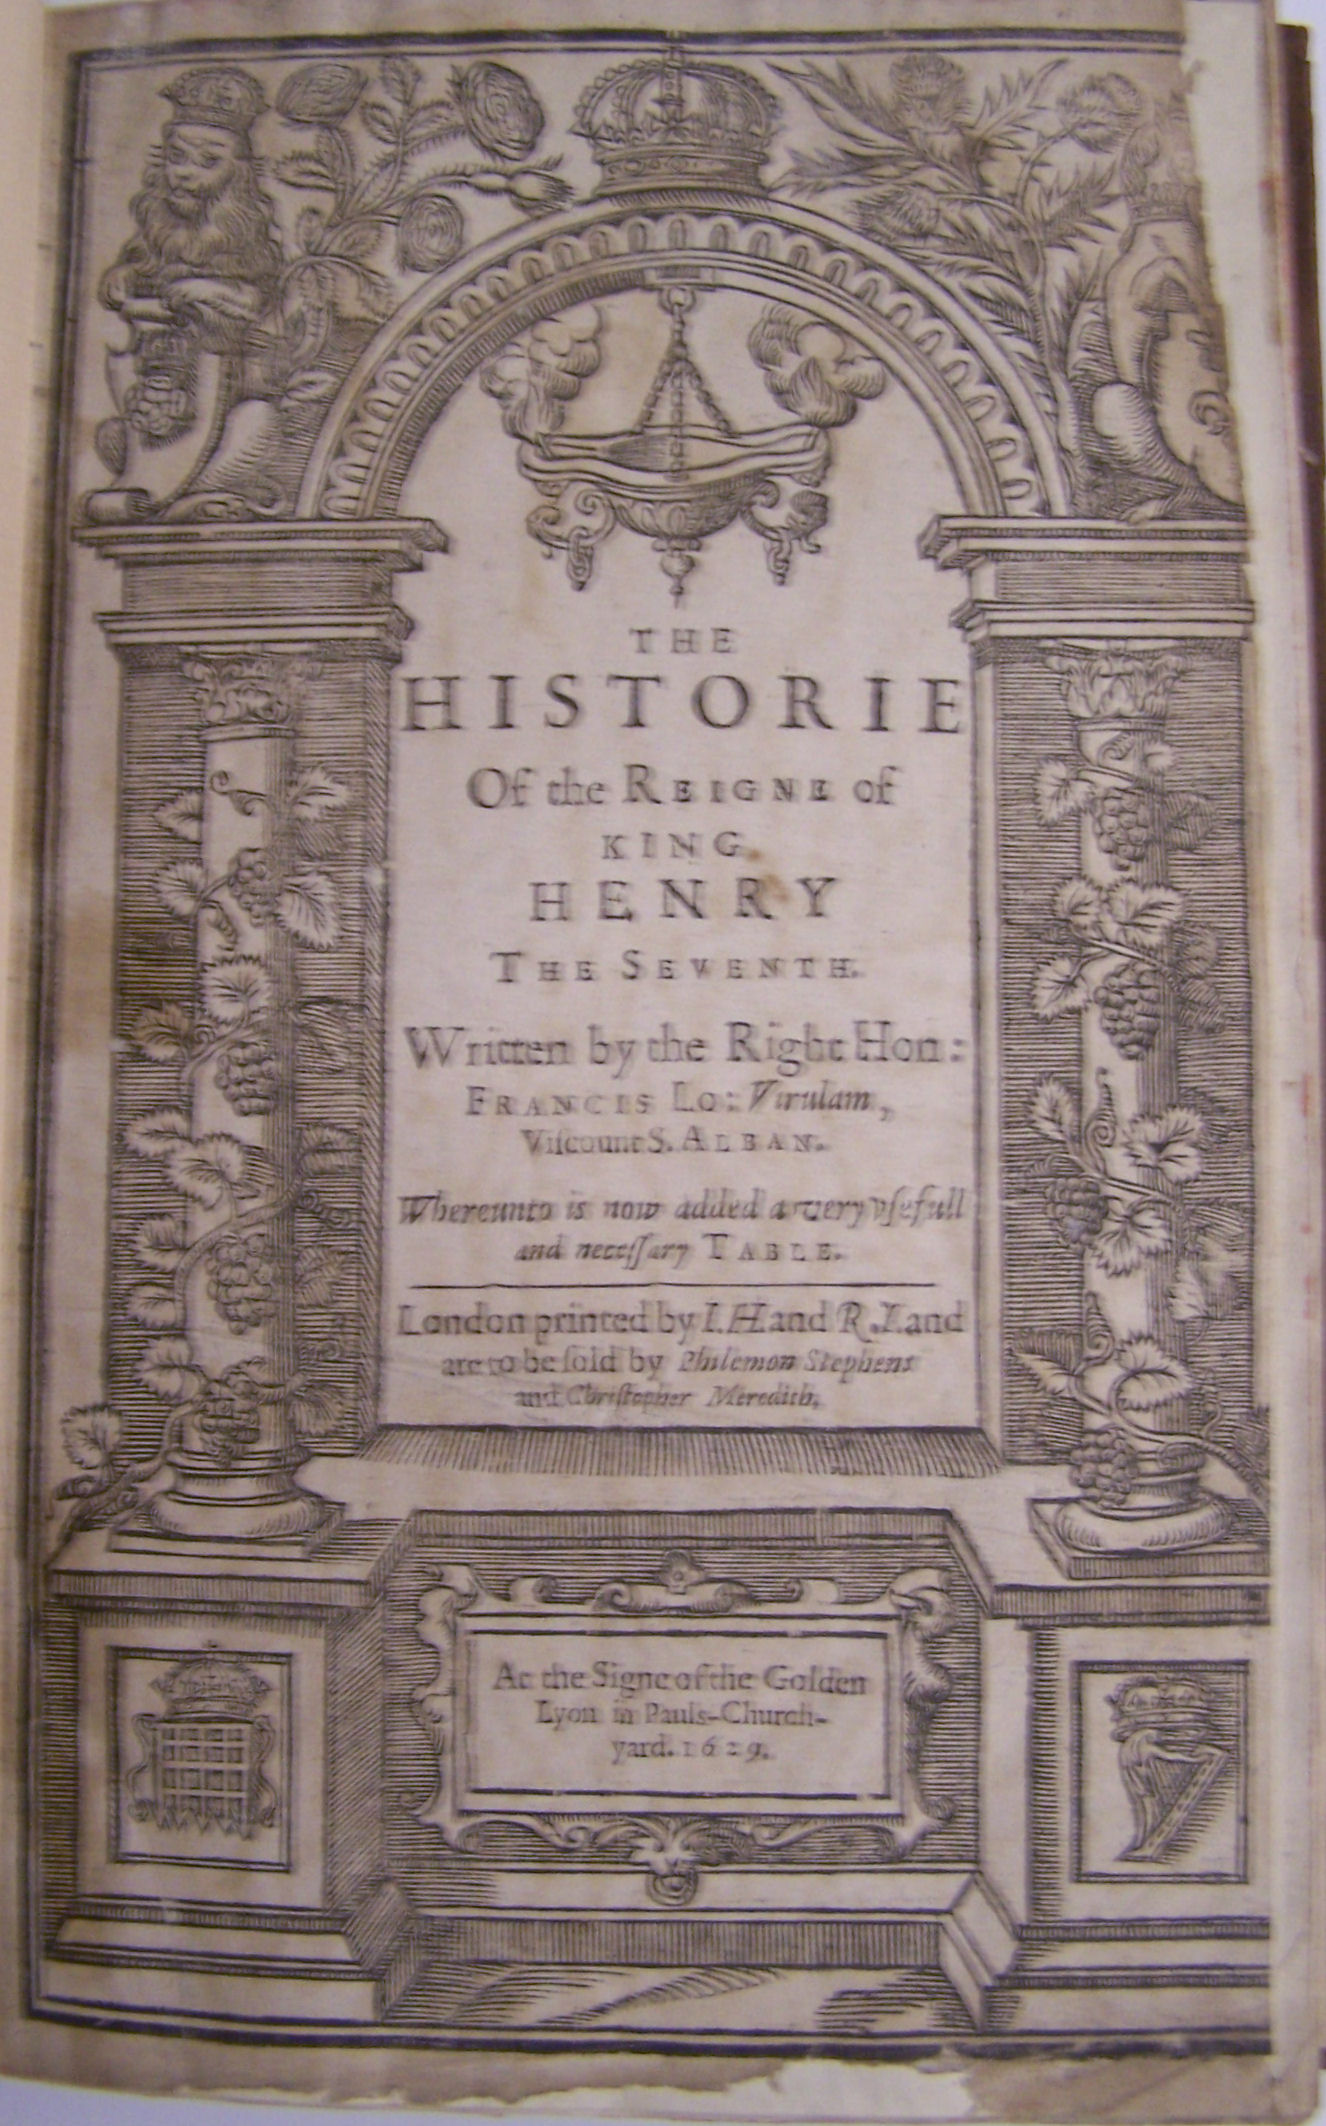 THE
HISTORIE
Of the REIGNE of
KING
HENRY
THE SEVENTH.
Written by the Right Hon:
FRANCIS LO: Virulam,
Viſcount S. ALBAN.
Whereunto is now added a very vſefull
and neceſſary TABLE.
London printed by I.H. and R.I. and
are to be ſold by Philemon Stephens
and Chriſtopher Meredith.
At the Signe of the Golden
Lyon in Pauls-Church-
yard. 1629.